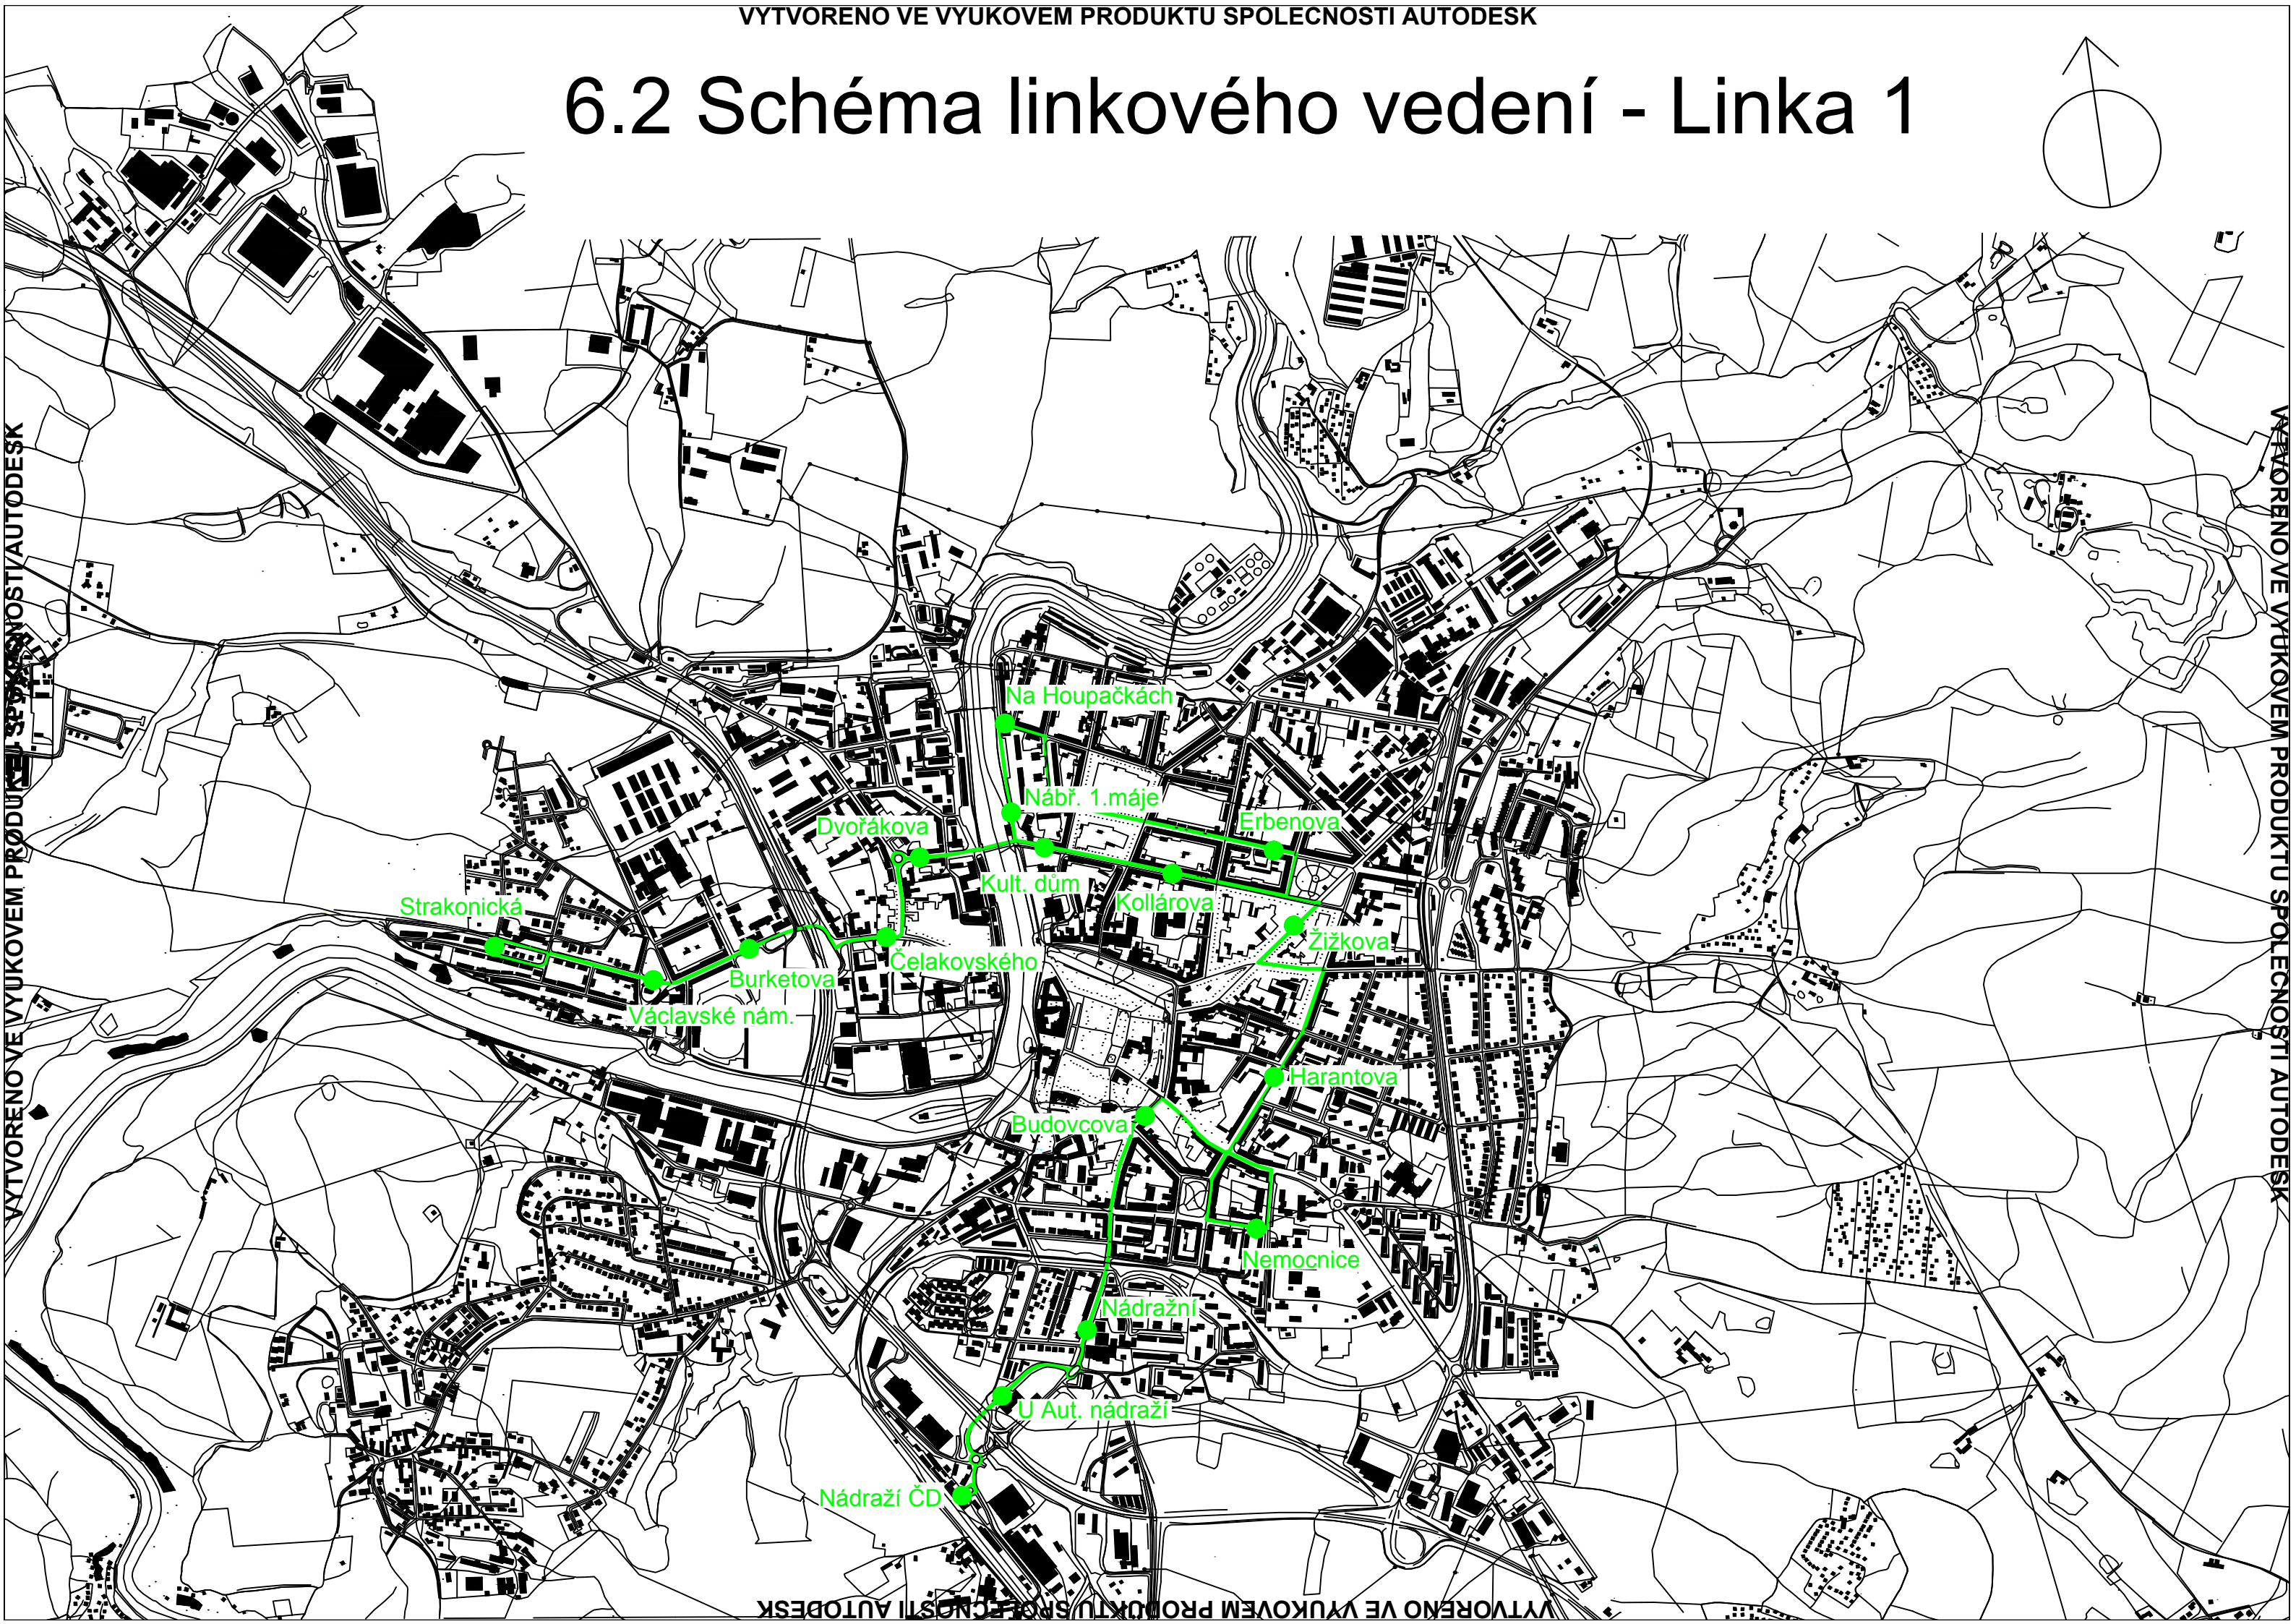 VYTVORENO VE VYUKOVEM PRODUKTU SPOLECNOSTI AUTODESK
6.2 Schéma linkového vedení - Linka 1
VYTVORENO VE VYUKOVEM PRODUKTU SPOLECNOSTI AUTODESK
VYTVORENO VE VYUKOVEM PRODUKTU SPOLECNOSTI AUTODESK
Na Houpačkách
Nábř. 1.máje
Dvořákova
Erbenova
Kult. dům
Kollárova
Strakonická
Žižkova
Čelakovského
Burketova
Václavské nám.
Harantova
Budovcova
Nemocnice
Nádražní
U Aut. nádraží
Nádraží ČD
VYTVORENO VE VYUKOVEM PRODUKTU SPOLECNOSTI AUTODESK